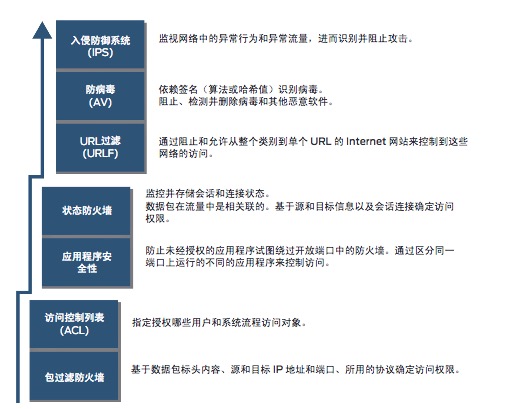 入侵防御系统
(IPS)
监视网络中的异常行为和异常流量，进而识别并阻止攻击。
防病毒
(AV)
依赖签名（算法或哈希值）识别病毒。
阻止、检测并删除病毒和其他恶意软件。
URL过滤
(URLF)
通过阻止和允许从整个类别到单个 URL 的 Internet 网站来控制到这些
网络的访问。
状态防火墙
监控并存储会话和连接状态。
数据包在流量中是相关联的。基于源和目标信息以及会话连接确定访问
权限。
应用程序安
全性
防止未经授权的应用程序试图绕过开放端口中的防火墙。通过区分同一
端口上运行的不同的应用程序来控制访问。
访问控制列表
(ACL)
指定授权哪些用户和系统流程访问对象。
包过滤防火墙
基于数据包标头内容、源和目标 IP 地址和端口、所用的协议确定访问权限。